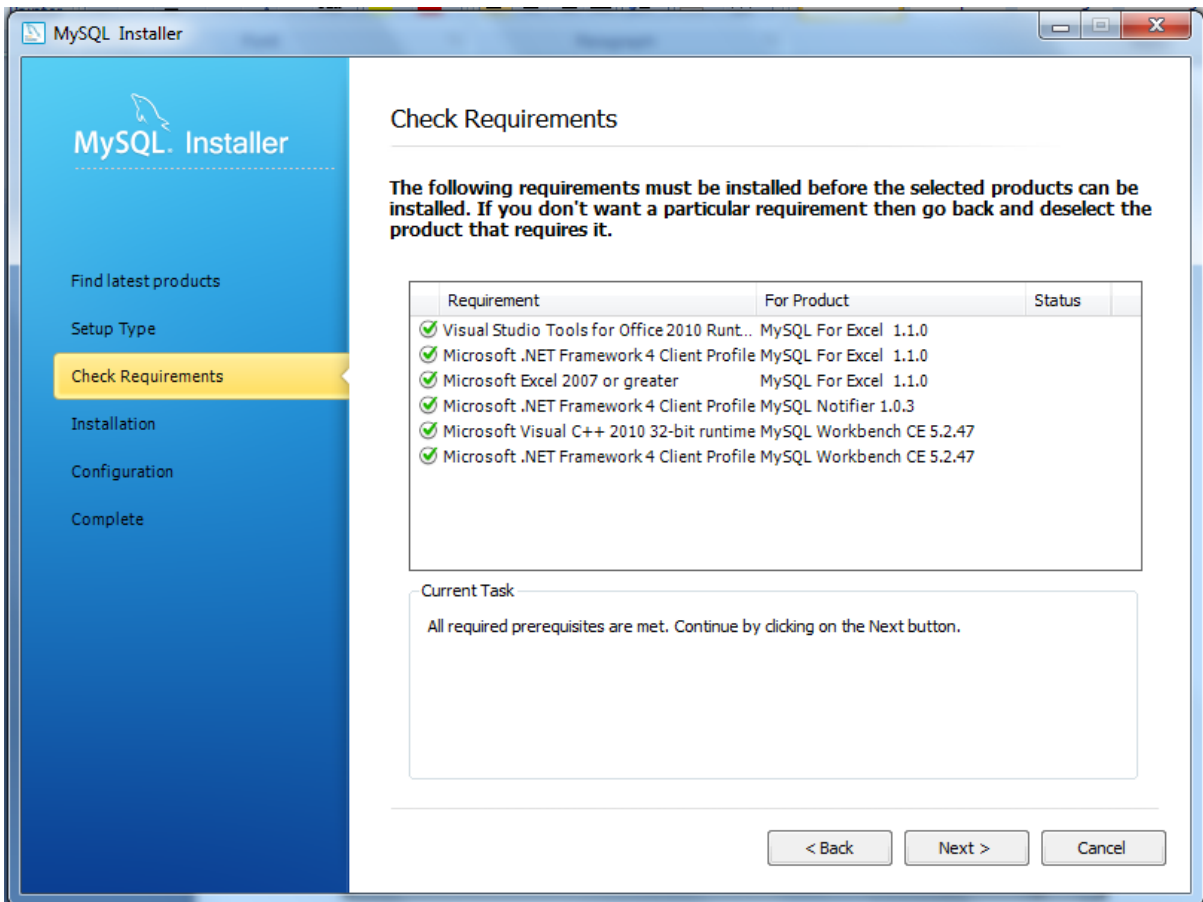 MySQL Installer
MySQL. Installer
Find latest products
Setup Type
Check Requirements
Installation
Configuration
Complete
Check Requirements
The following requirements must be installed before the selected products can be
installed. If you don't want a particular requirement then go back and deselect the
product that requires it.
Requirement For Product Status
Visual Studio Tools for Office 2010 Runt... MySQL For Excel 1.1.0
Microsoft .NET Framework 4 Client Profile MySQL For Excel 1.1.0
Microsoft Excel 2007 or greater MySQL For Excel 1.1.0
Microsoft .NET Framework 4 Client Profile MySQL Notifier 1.0.3
Microsoft Visual C++ 2010 32-bit runtime MySQL Workbench CE 5.2.47
Microsoft .NET Framework 4 Client Profile MySQL Workbench CE 5.2.47
Current Task
All required prerequisites are met. Continue by clicking on the Next button.
< Back Next > Cancel